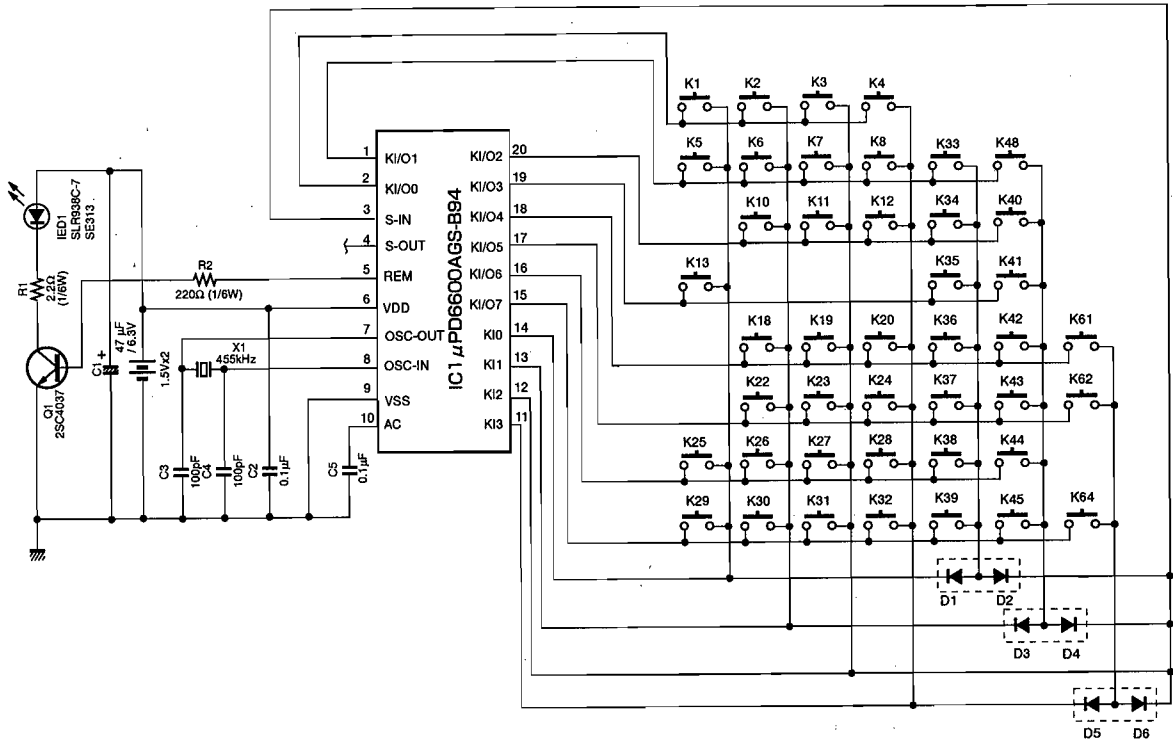 K1 K2 K3 K4
K5 K6 K7 K8 K33 K48
K10 K11 K12 K34 K40
K13 K35 K41
K18 K19 K20 K36 K42 K61
K22 K23 K24 K37 K43 K62
K25 K26 K27 K28 K38 K44
K29 K30 K31 K32 K39 K45 K64
1 KI/O1
2 KI/O0
3 S-IN
4 S-OUT
5 REM
6 VDD
7 OSC-OUT
8 OSC-IN
9 VSS
10 AC
IC1 μPD6600AGS-B94
KI/O2 20
KI/O3 19
KI/O4 18
KI/O5 17
KI/O6 16
KI/O7 15
KI0 14
KI1 13
KI2 12
KI3 11
IED1
SLR938C-7
SE313
R1
2.2Ω
(1/6W)
Q1
2SC4037
C1 +
47 μF
/ 6.3V
1.5Vx2
R2
220Ω (1/6W)
X1
455kHz
C3
100pF
C4
100pF
C2
0.1μF
C5
0.1μF
D1 D2
D3 D4
D5 D6